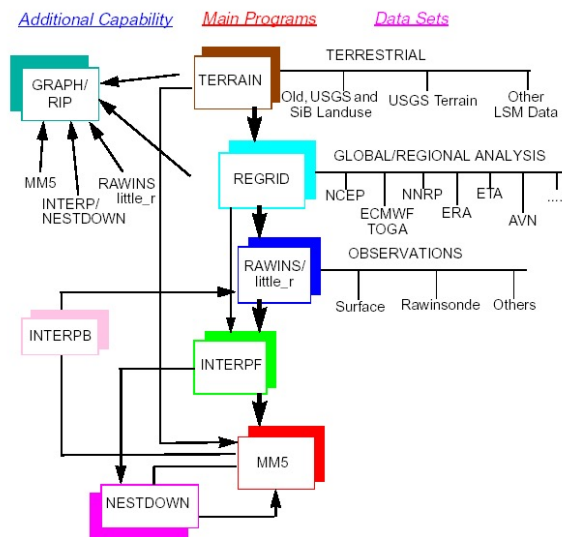 Additional Capability
Main Programs
Data Sets
GRAPH/
RIP
TERRAIN
TERRESTRIAL
Old, USGS and
SiB Landuse
USGS Terrain
Other
LSM Data
MM5
INTERP/
NESTDOWN
RAWINS
little_r
REGRID
GLOBAL/REGIONAL ANALYSIS
NCEP
ECMWF
TOGA
NNRP
ERA
ETA
AVN
....
RAWINS/
little_r
OBSERVATIONS
Surface
Rawinsonde
Others
INTERPB
INTERPF
MM5
NESTDOWN